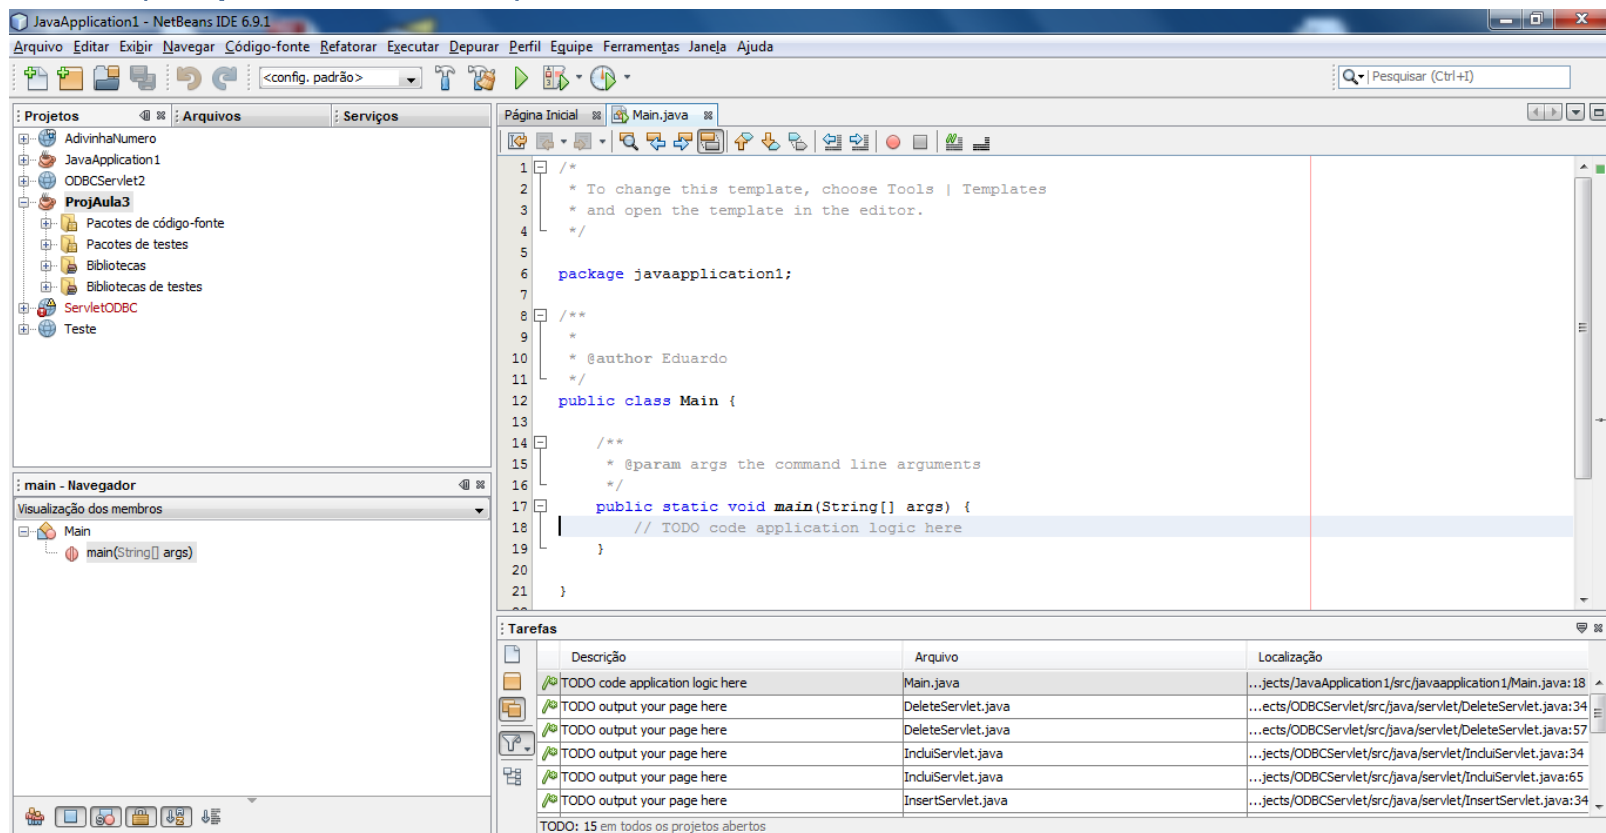 JavaApplication1 - NetBeans IDE 6.9.1
Arquivo Editar Exibir Navegar Código-fonte Refatorar Executar Depurar Perfil Equipe Ferramentas Janela Ajuda
<config. padrão>
Pesquisar (Ctrl+I)
Projetos Arquivos Serviços
AdivinhaNumero
JavaApplication1
ODBCServlet2
ProjAula3
Pacotes de código-fonte
Pacotes de testes
Bibliotecas
Bibliotecas de testes
ServletODBC
Teste
main - Navegador
Visualização dos membros
Main
main(String[] args)
Página Inicial Main.java
1 /*
2 * To change this template, choose Tools | Templates
3 * and open the template in the editor.
4 */
5
6 package javaapplication1;
7
8 /**
9 *
10 * @author Eduardo
11 */
12 public class Main {
13
14 /**
15 * @param args the command line arguments
16 */
17 public static void main(String[] args) {
18 // TODO code application logic here
19 }
20
21 }
Tarefas
Descrição Arquivo Localização
TODO code application logic here Main.java ...jects/JavaApplication1/src/javaapplication1/Main.java:18
TODO output your page here DeleteServlet.java ...ects/ODBCServlet/src/java/servlet/DeleteServlet.java:34
TODO output your page here DeleteServlet.java ...ects/ODBCServlet/src/java/servlet/DeleteServlet.java:57
TODO output your page here IncluiServlet.java ...jects/ODBCServlet/src/java/servlet/IncluiServlet.java:34
TODO output your page here IncluiServlet.java ...jects/ODBCServlet/src/java/servlet/IncluiServlet.java:65
TODO output your page here InsertServlet.java ...jects/ODBCServlet/src/java/servlet/InsertServlet.java:34
TODO: 15 em todos os projetos abertos